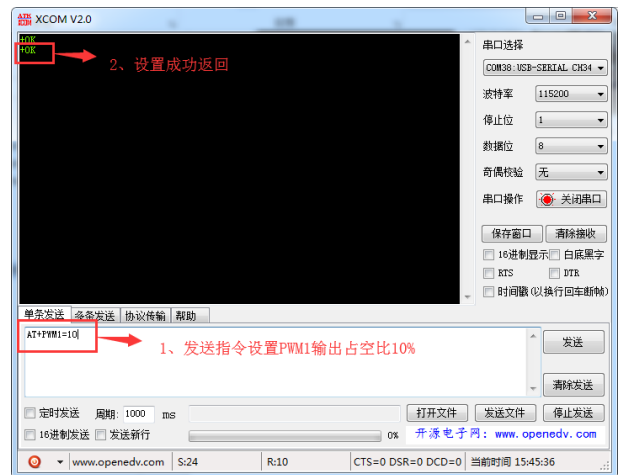 XCOM V2.0
+OK
+OK
2、设置成功返回
串口选择
COM38:USB-SERIAL CH34
波特率 115200
停止位 1
数据位 8
奇偶校验 无
串口操作 关闭串口
保存窗口 清除接收
16进制显示 白底黑字
RTS DTR
时间戳(以换行回车断帧)
单条发送 多条发送 协议传输 帮助
AT+PWM1=10
1、发送指令设置PWM1输出占空比10%
发送
清除发送
定时发送 周期: 1000 ms 打开文件 发送文件 停止发送
16进制发送 发送新行 0% 开源电子网: www.openedv.com
www.openedv.com S:24 R:10 CTS=0 DSR=0 DCD=0 当前时间 15:45:36